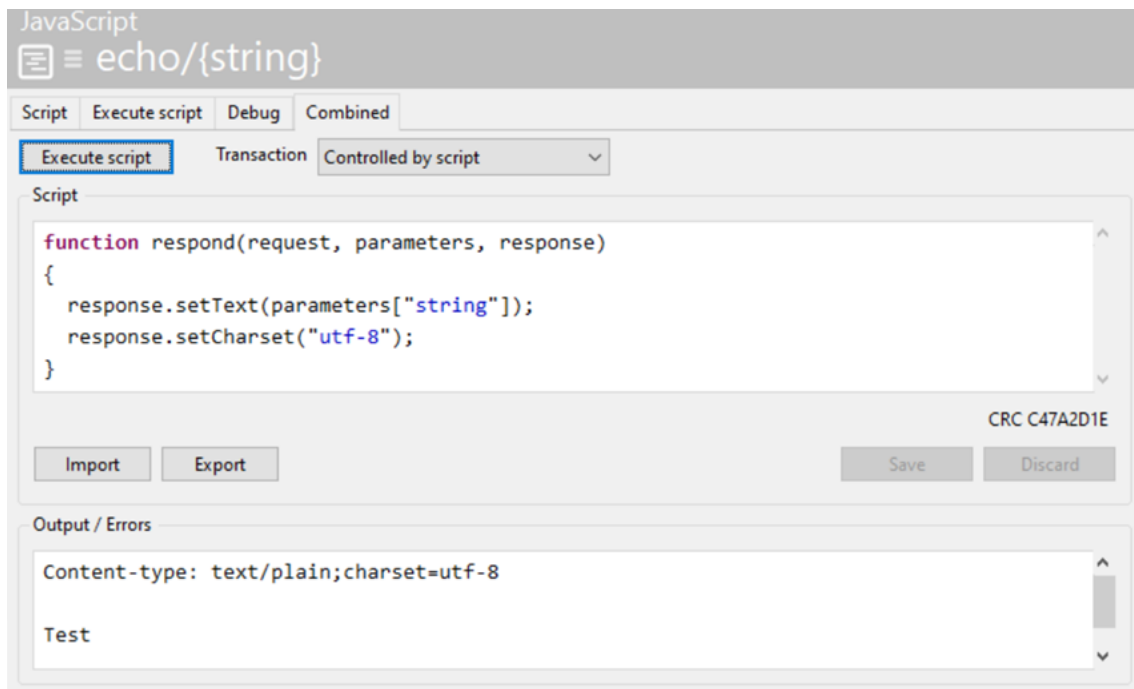 JavaScript
echo/{string}
Script Execute script Debug Combined
Execute script Transaction Controlled by script
Script
function respond(request, parameters, response)
{
  response.setText(parameters["string"]);
  response.setCharset("utf-8");
}
CRC C47A2D1E
Import Export Save Discard
Output / Errors
Content-type: text/plain;charset=utf-8
Test